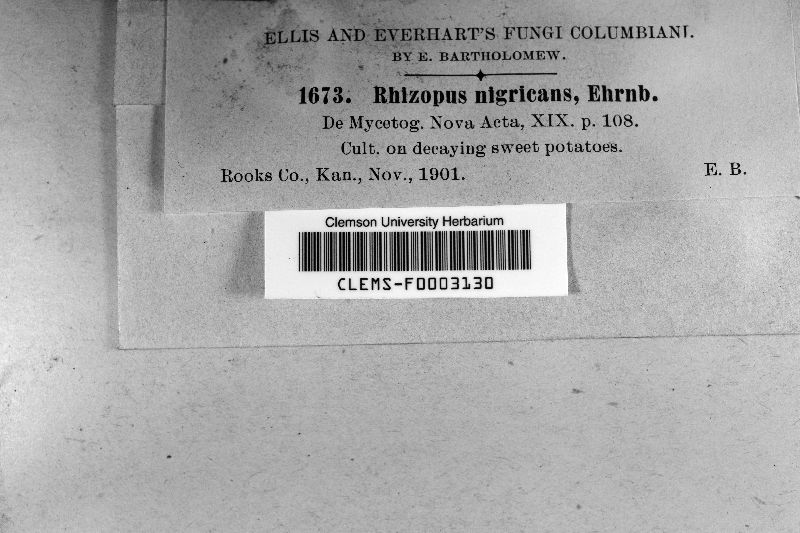 ELLIS AND EVERHART'S FUNGI COLUMBIANI.
BY E. BARTHOLOMEW.
1673. Rhizopus nigricans, Ehrnb.
De Mycetog. Nova Acta, XIX. p. 108.
Cult. on decaying sweet potatoes.
Rooks Co., Kan., Nov., 1901. E. B.
Clemson University Herbarium
CLEMS-F0003130